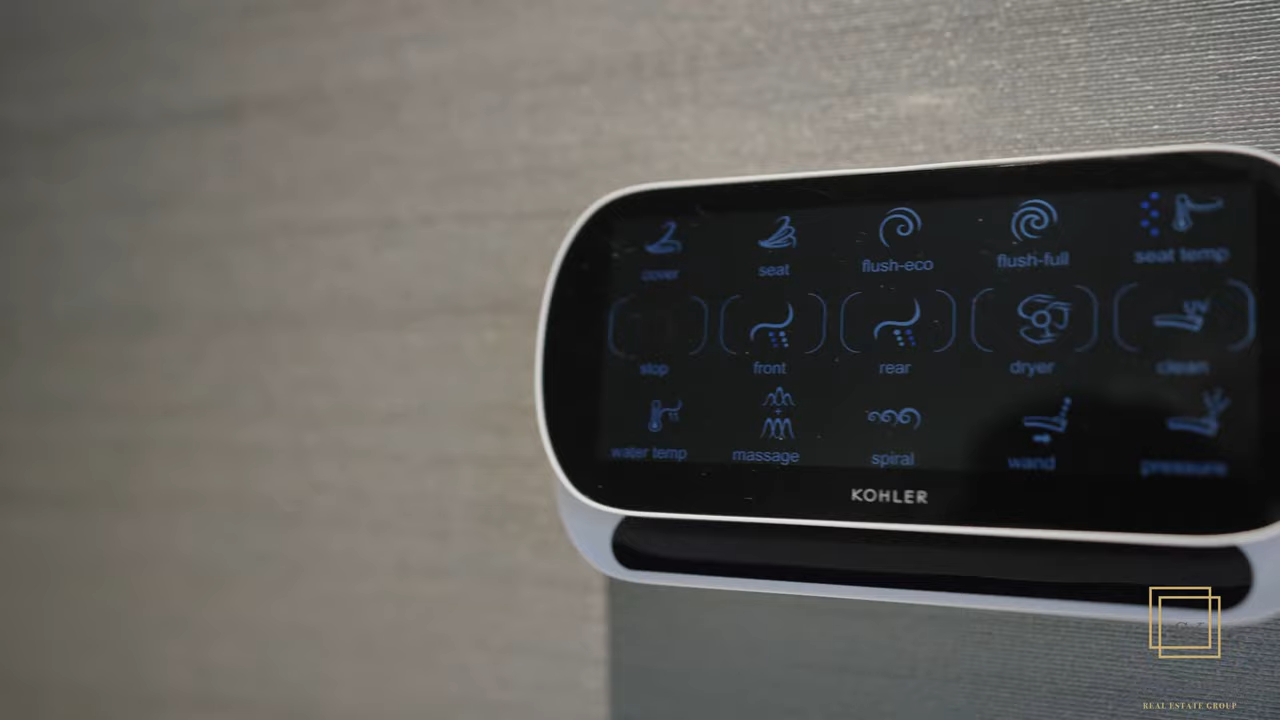 cover seat flush-eco flush-full seat temp
UV
stop front rear dryer clean
water temp massage spiral wand pressure
KOHLER
REAL ESTATE GROUP